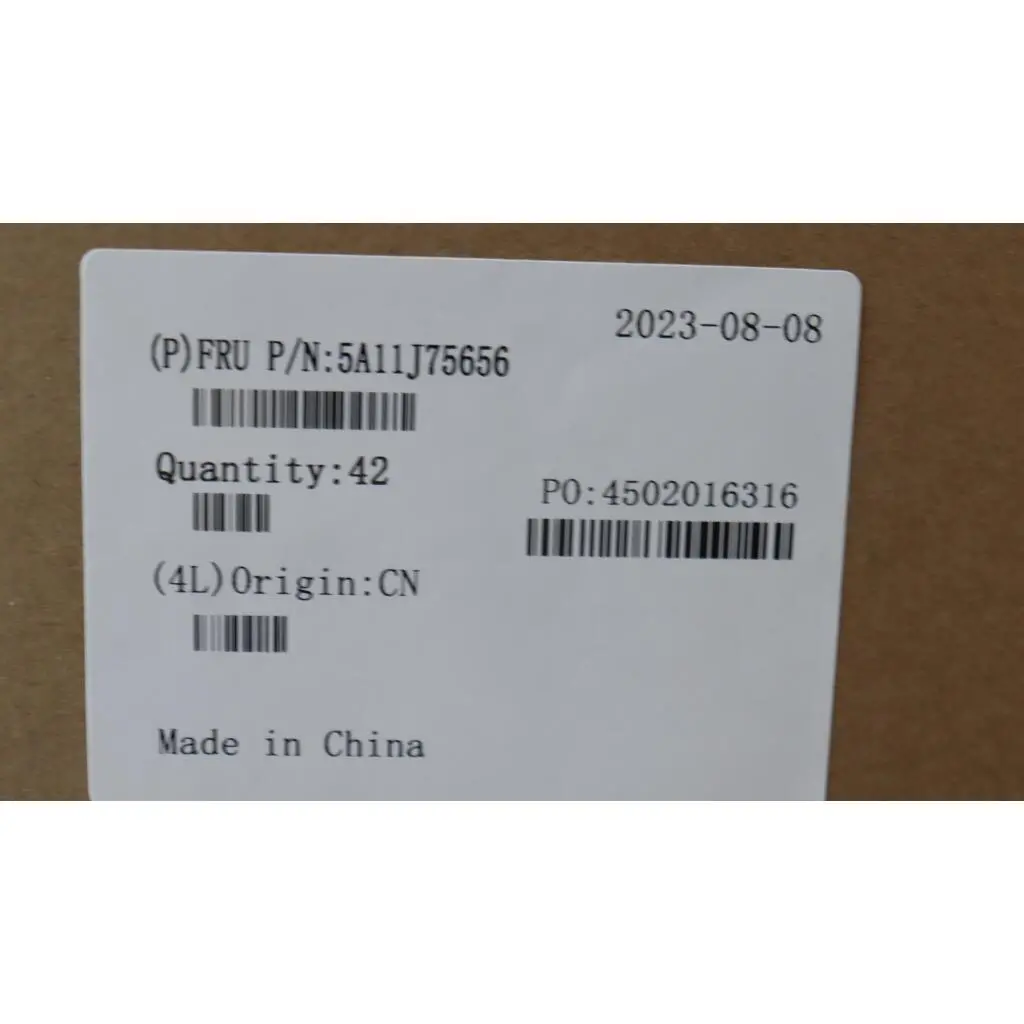 2023-08-08
(P)FRU P/N:5A11J75656
Quantity:42
PO:4502016316
(4L)Origin:CN
Made in China